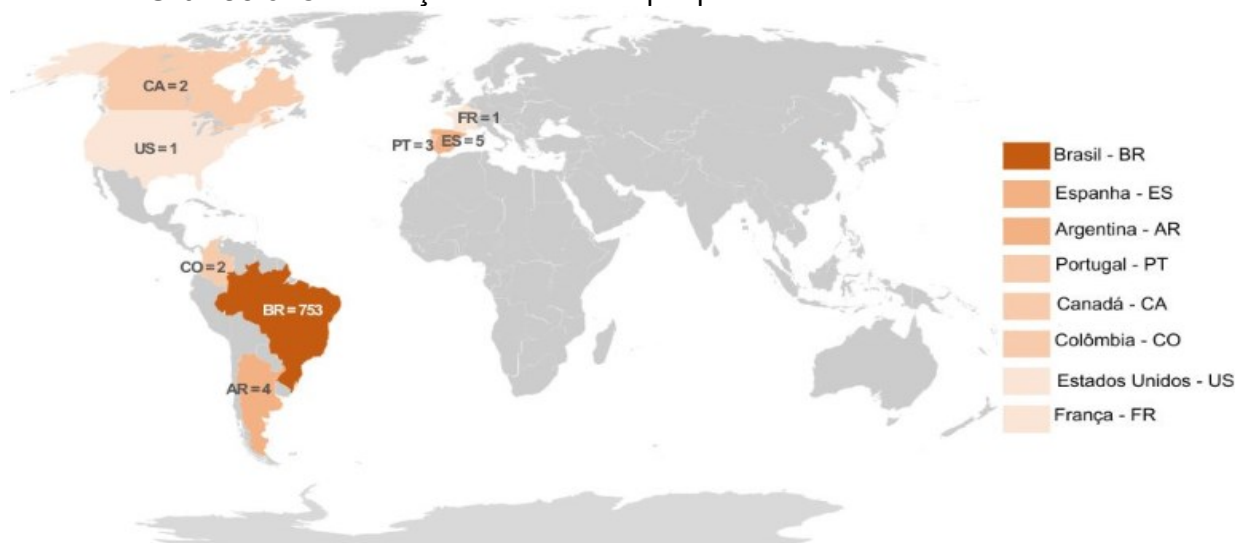 CA = 2
US = 1
FR = 1
PT = 3
ES = 5
CO = 2
BR = 753
AR = 4
Brasil - BR
Espanha - ES
Argentina - AR
Portugal - PT
Canadá - CA
Colômbia - CO
Estados Unidos - US
França - FR